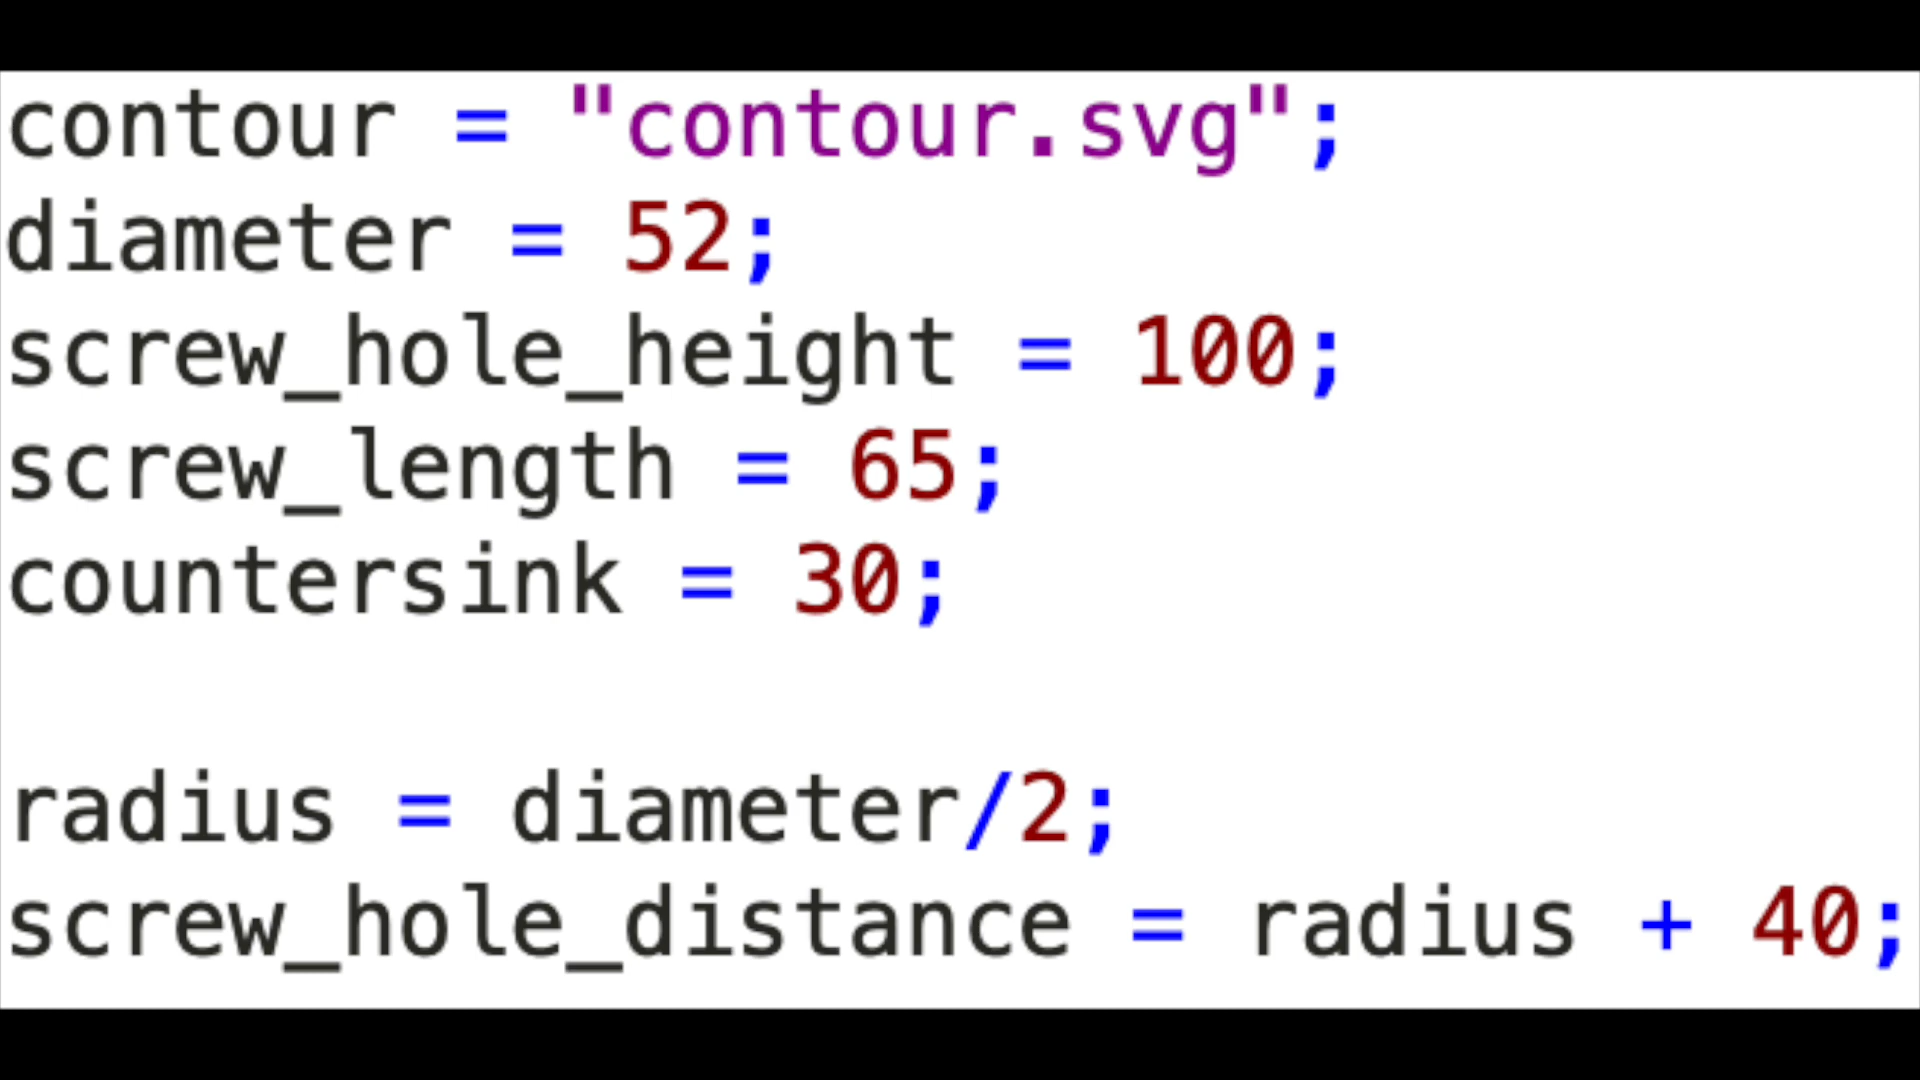 contour = "contour.svg";
diameter = 52;
screw_hole_height = 100;
screw_length = 65;
countersink = 30;
radius = diameter/2;
screw_hole_distance = radius + 40;